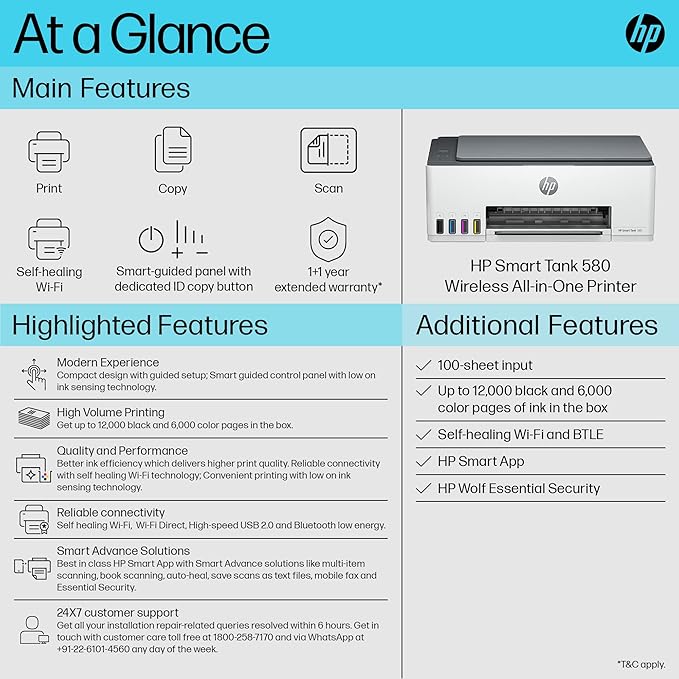 At a Glance
hp
Main Features
Print
Copy
Scan
Self-healing
Wi-Fi
Smart-guided panel with
dedicated ID copy button
1+1 year
extended warranty*
hp
HP Smart Tank 580
HP Smart Tank 580
Wireless All-in-One Printer
Highlighted Features
Modern Experience
Compact design with guided setup; Smart guided control panel with low on
ink sensing technology.
High Volume Printing
Get up to 12,000 black and 6,000 color pages in the box.
Quality and Performance
Better ink efficiency which delivers higher print quality. Reliable connectivity
with self healing Wi-Fi technology; Convenient printing with low on ink
sensing technology.
Reliable connectivity
Self healing Wi-Fi, Wi-Fi Direct, High-speed USB 2.0 and Bluetooth low energy.
Smart Advance Solutions
Best in class HP Smart App with Smart Advance solutions like multi-item
scanning, book scanning, auto-heal, save scans as text files, mobile fax and
Essential Security.
24X7 customer support
Get all your installation repair-related queries resolved within 6 hours. Get in
touch with customer care toll free at 1800-258-7170 and via WhatsApp at
+91-22-6101-4560 any day of the week.
Additional Features
100-sheet input
Up to 12,000 black and 6,000
color pages of ink in the box
Self-healing Wi-Fi and BTLE
HP Smart App
HP Wolf Essential Security
*T&C apply.